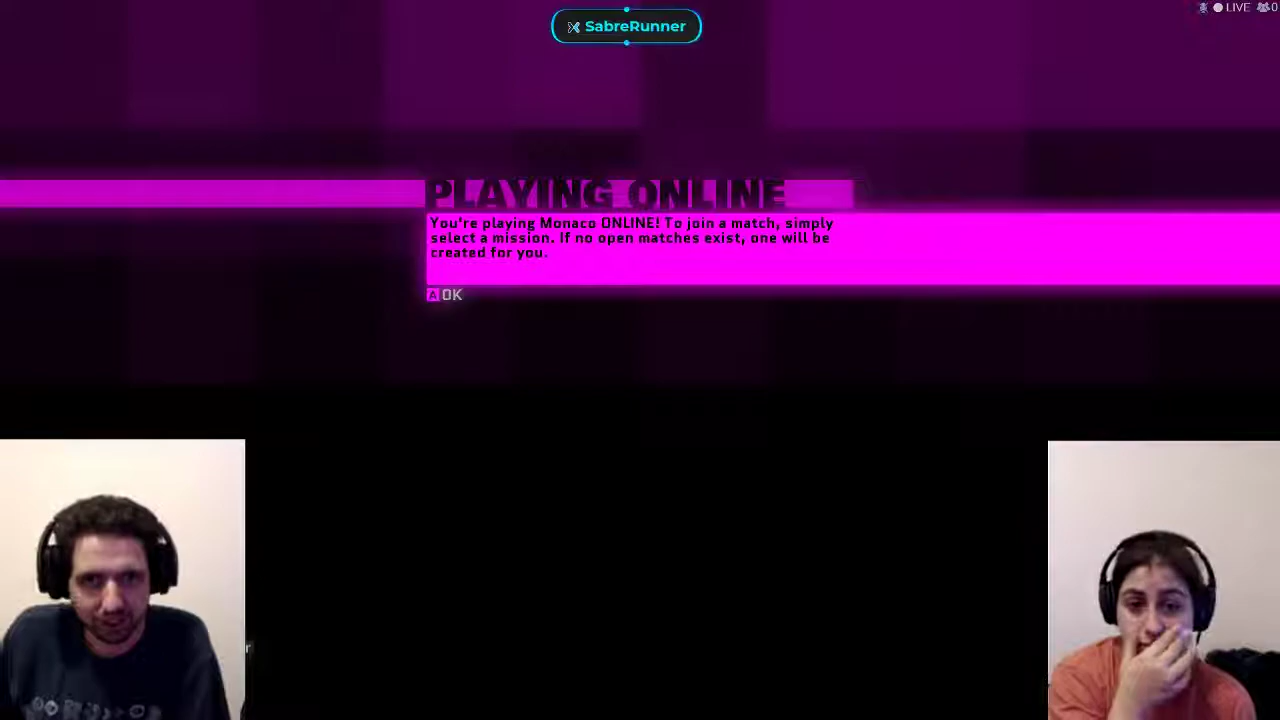 SabreRunner
LIVE 0
PLAYING ONLINE
You're playing Monaco ONLINE! To join a match, simply
select a mission. If no open matches exist, one will be
created for you.
A OK
r